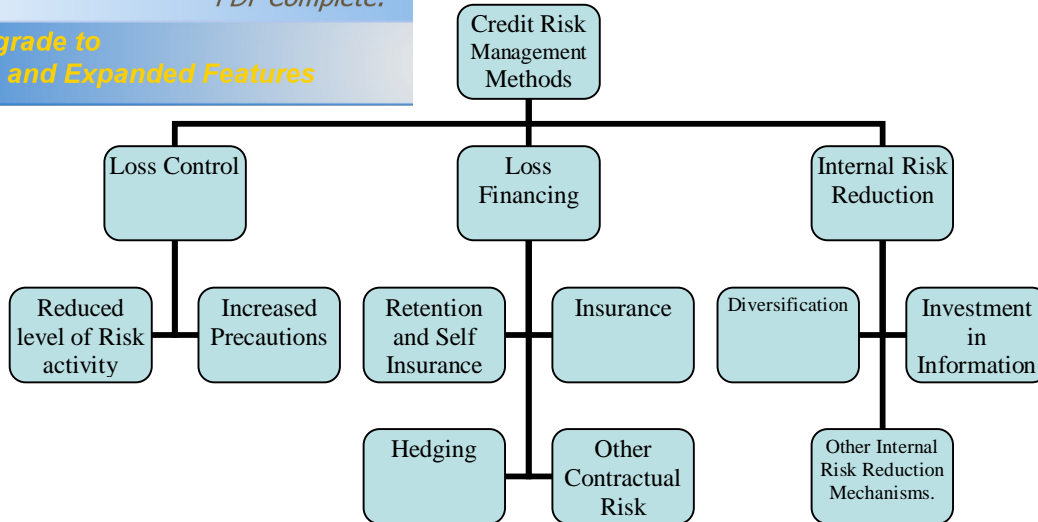 PDF Complete.
grade to
and Expanded Features
Credit Risk
Management
Methods
Loss Control
Loss
Financing
Internal Risk
Reduction
Reduced
level of Risk
activity
Increased
Precautions
Retention
and Self
Insurance
Insurance
Diversification
Investment
in
Information
Hedging
Other
Contractual
Risk
Other Internal
Risk Reduction
Mechanisms.